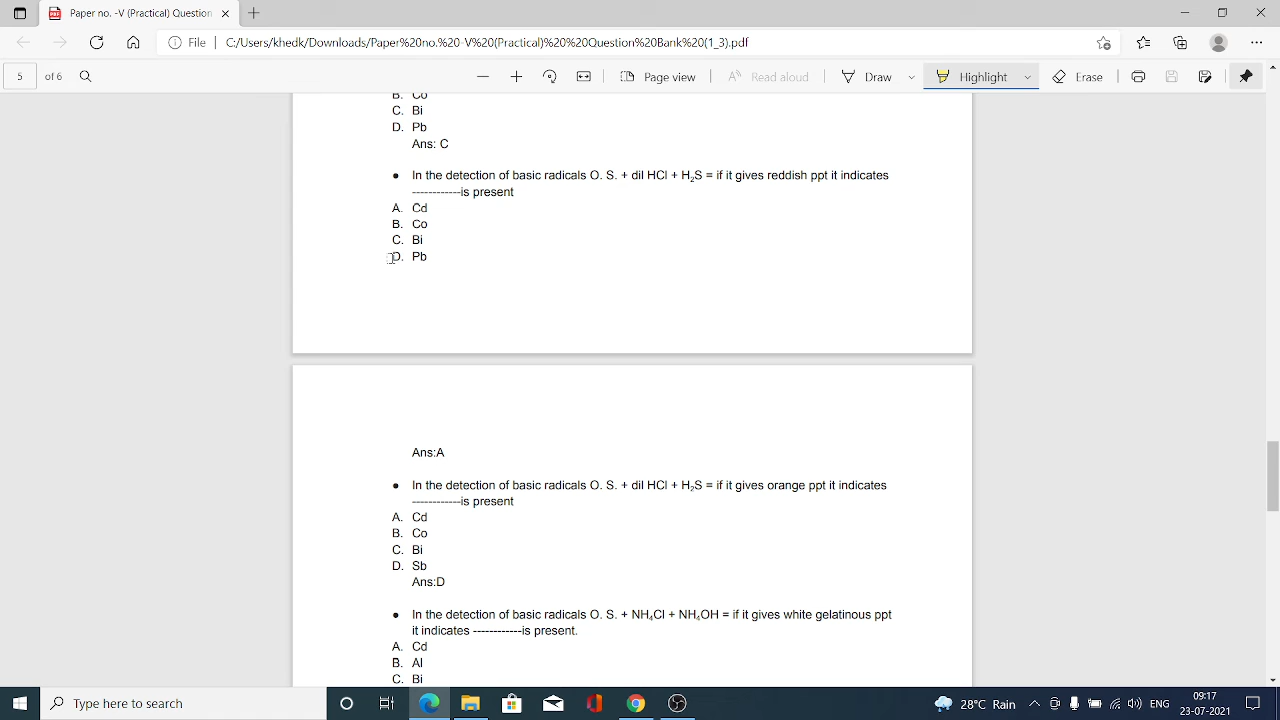 Paper no. -V (Practical) Question
File
C:/Users/khedk/Downloads/Paper%20no.%20-V%20(Practical)%20%20Question%20Bank%20(1_3).pdf
5 of 6
Page view
Read aloud
Draw
Highlight
Erase
B. Co
C. Bi
D. Pb
Ans: C
• In the detection of basic radicals O. S. + dil HCl + H₂S = if it gives reddish ppt it indicates
------------is present
A. Cd
B. Co
C. Bi
D. Pb
Ans:A
• In the detection of basic radicals O. S. + dil HCl + H₂S = if it gives orange ppt it indicates
------------is present
A. Cd
B. Co
C. Bi
D. Sb
Ans:D
• In the detection of basic radicals O. S. + NH₄Cl + NH₄OH = if it gives white gelatinous ppt
it indicates ------------is present.
A. Cd
B. Al
C. Bi
Type here to search
28°C Rain
ENG
09:17
23-07-2021